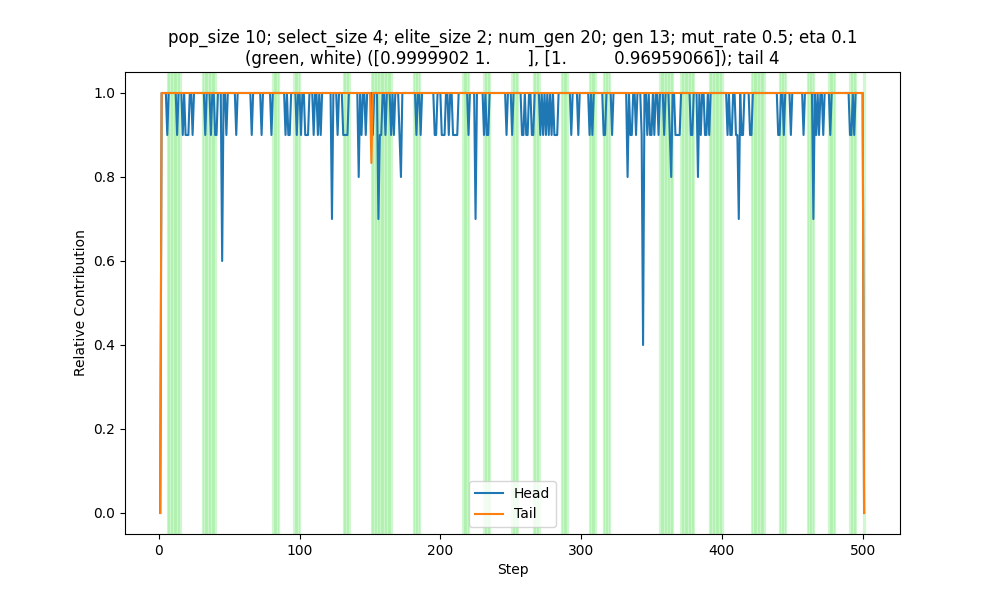 pop_size 10; select_size 4; elite_size 2; num_gen 20; gen 13; mut_rate 0.5; eta 0.1
(green, white) ([0.9999902 1.        ], [1.          0.96959066]); tail 4
1.0
0.8
0.6
0.4
0.2
0.0
Relative Contribution
Head
Tail
0 100 200 300 400 500
Step